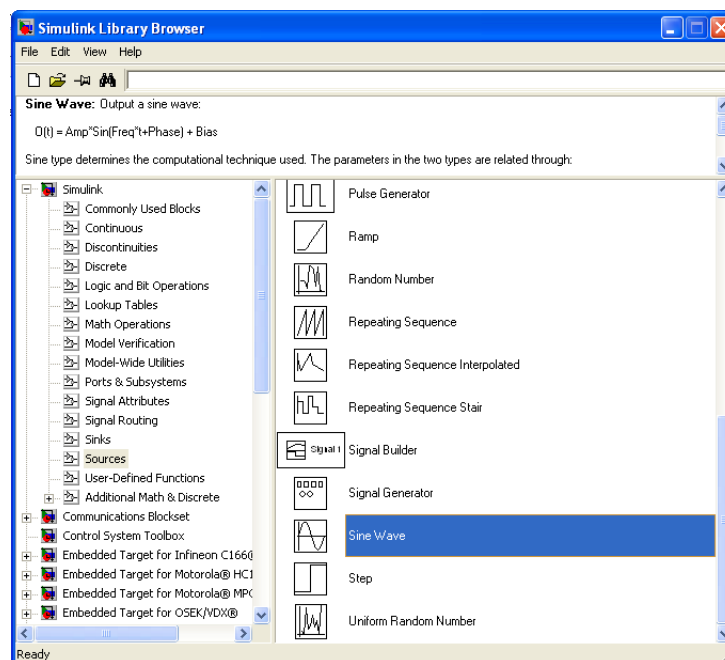 Simulink Library Browser
File Edit View Help
Sine Wave: Output a sine wave:
O(t) = Amp*Sin(Freq*t+Phase) + Bias
Sine type determines the computational technique used. The parameters in the two types are related through:
Simulink
Commonly Used Blocks
Continuous
Discontinuities
Discrete
Logic and Bit Operations
Lookup Tables
Math Operations
Model Verification
Model-Wide Utilities
Ports & Subsystems
Signal Attributes
Signal Routing
Sinks
Sources
User-Defined Functions
Additional Math & Discrete
Communications Blockset
Control System Toolbox
Embedded Target for Infineon C166®
Embedded Target for Motorola® HC1
Embedded Target for Motorola® MPC
Embedded Target for OSEK/VDX®
Pulse Generator
Ramp
Random Number
Repeating Sequence
Repeating Sequence Interpolated
Repeating Sequence Stair
Signal 1 Signal Builder
Signal Generator
Sine Wave
Step
Uniform Random Number
Ready